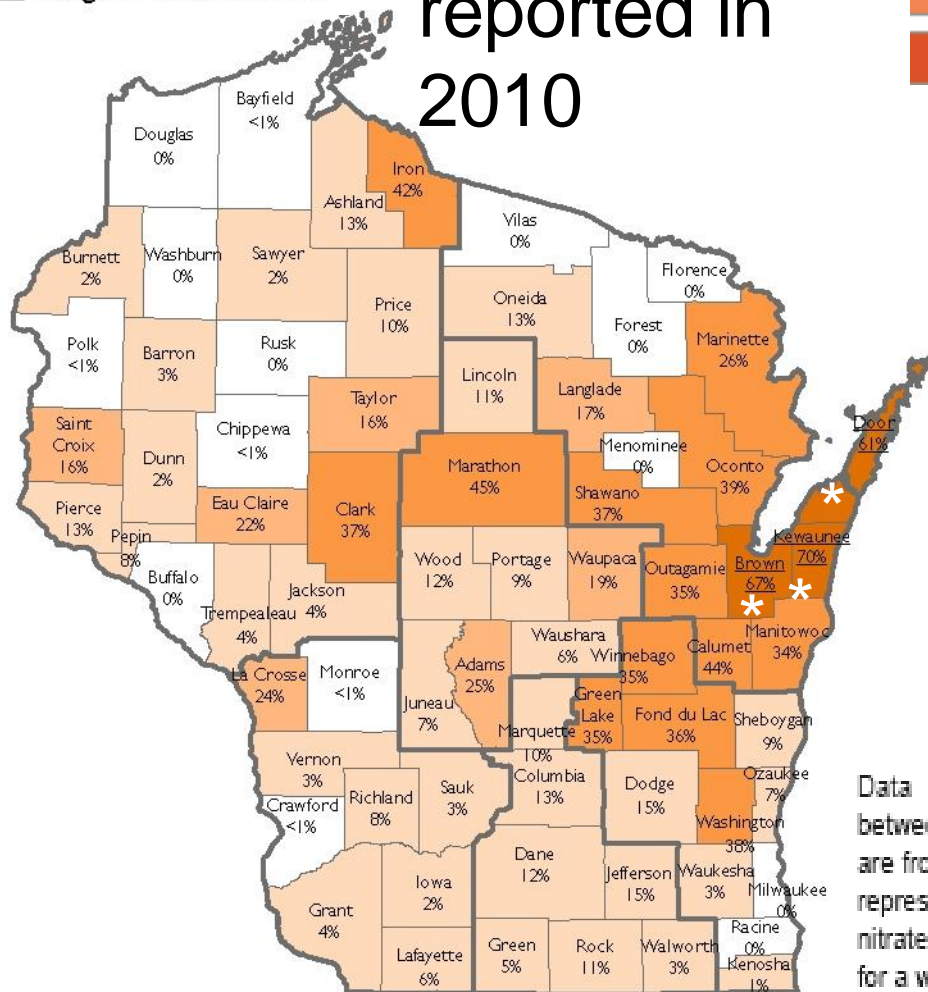 reported in
2010
Bayfield
<1%
Douglas
0%
Iron
42%
Ashland
13%
Vilas
0%
Burnett
2%
Washburn
0%
Sawyer
2%
Florence
0%
Price
10%
Oneida
13%
Forest
0%
Marinette
26%
Polk
<1%
Barron
3%
Rusk
0%
Lincoln
11%
Langlade
17%
Taylor
16%
Saint
Croix
16%
Chippewa
<1%
Dunn
2%
Menominee
0%
Door
61%
Marathon
45%
Oconto
39%
Shawano
37%
Eau Claire
22%
Clark
37%
Pierce
13%
Pepin
8%
*
Kewaunee
70%
Buffalo
0%
Wood
12%
Portage
9%
Waupaca
19%
Outagamie
35%
Brown
67%
*
*
Trempealeau
4%
Jackson
4%
Waushara
6%
Winnebago
35%
Calumet
44%
Manitowoc
34%
La Crosse
24%
Monroe
<1%
Adams
25%
Juneau
7%
Green
Lake
35%
Fond du Lac
36%
Sheboygan
9%
Marquette
10%
Vernon
3%
Columbia
13%
Dodge
15%
Ozaukee
7%
Sauk
3%
Richland
8%
Crawford
<1%
Washington
38%
Data
betwe
are fro
repres
nitrate
for a w
Dane
12%
Jefferson
15%
Waukesha
3%
Milwaukee
0%
Iowa
2%
Grant
4%
Racine
0%
Lafayette
6%
Green
5%
Rock
11%
Walworth
3%
Kenosha
1%